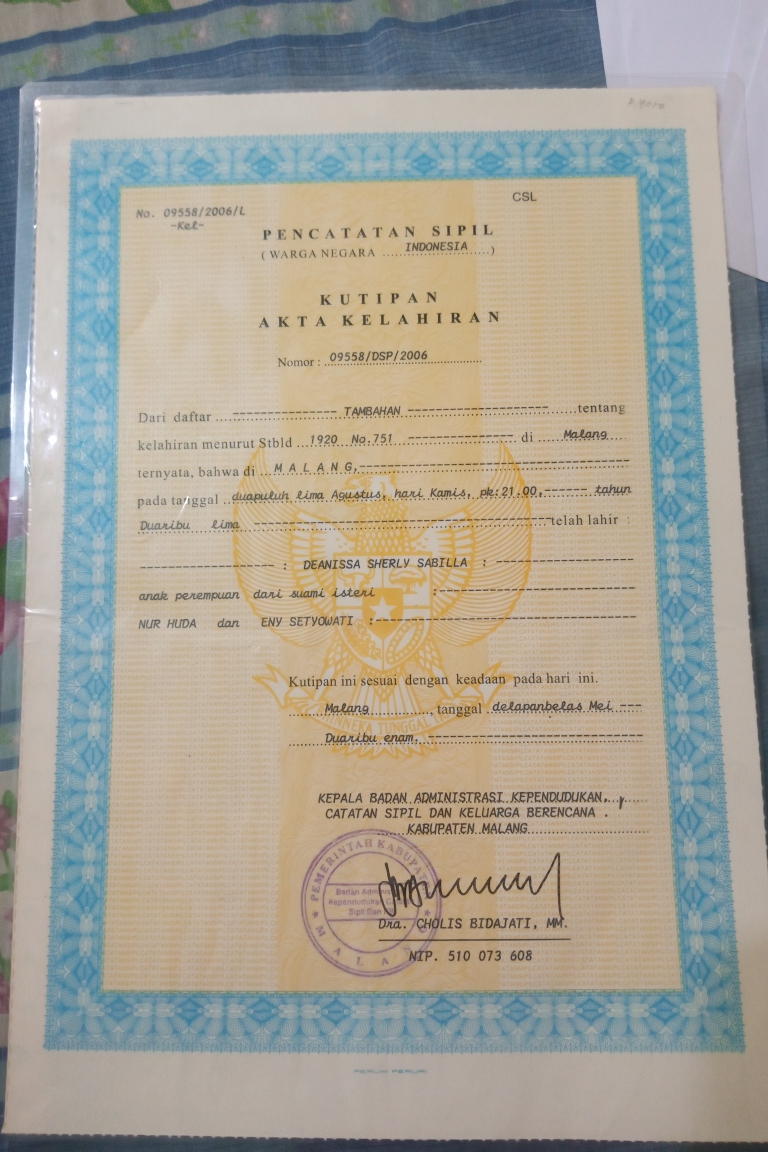 CSL
No. 09558/2006/L
-Kel-
PENCATATAN SIPIL
( WARGA NEGARA INDONESIA )
KUTIPAN
AKTA KELAHIRAN
Nomor : 09558/DSP/2006
Dari daftar TAMBAHAN tentang
kelahiran menurut Stbld 1920 No.751 di Malang
ternyata, bahwa di M A L A N G,
pada tanggal duapuluh lima Agustus, hari Kamis, pk:21.00, tahun
Duaribu lima telah lahir :
: DEANISSA SHERLY SABILLA :
anak perempuan dari suami isteri :
NUR HUDA dan ENY SETYOWATI :
Kutipan ini sesuai dengan keadaan pada hari ini.
Malang, tanggal delapanbelas Mei
Duaribu enam.
KEPALA BADAN ADMINISTRASI KEPENDUDUKAN,
CATATAN SIPIL DAN KELUARGA BERENCANA .
KABUPATEN MALANG
PEMERINTAH KABUPAT
Badan
Kependudukan
Sipil Dan
MALA
Dra. CHOLIS BIDAJATI, MM.
NIP. 510 073 608
PERUM PERURI